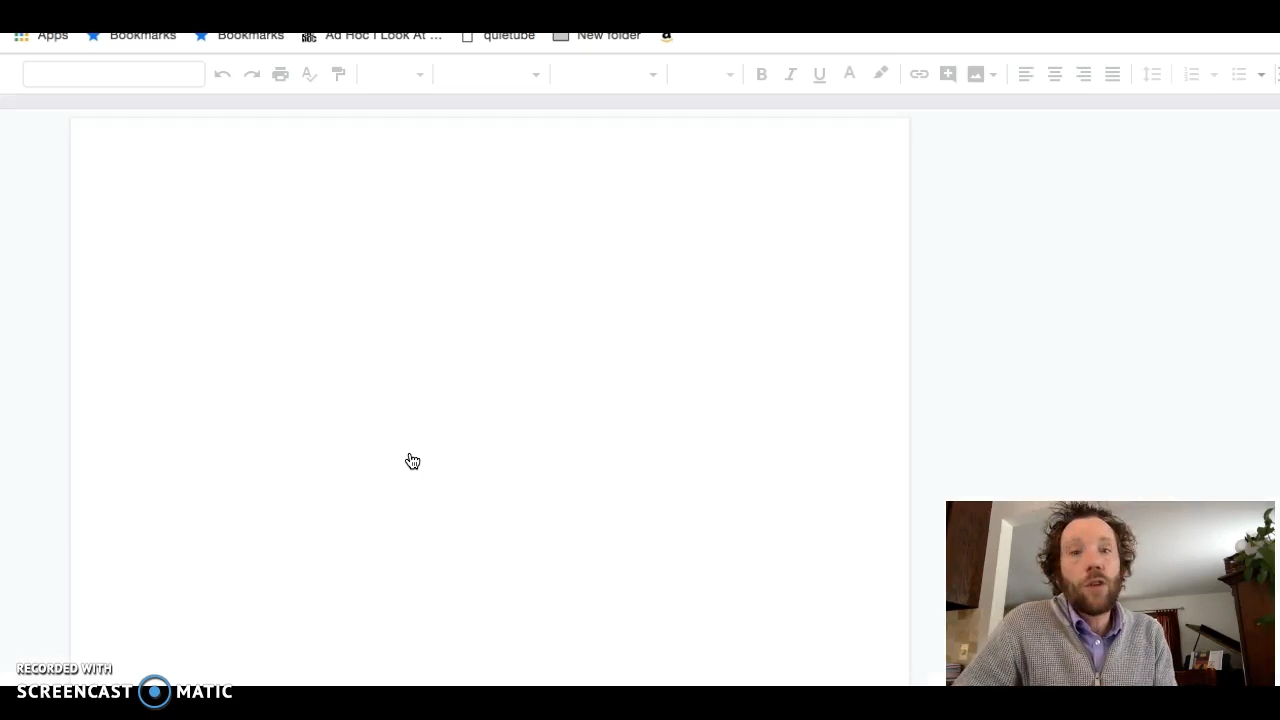 Apps Bookmarks Bookmarks Ad Hoc I Look At ... quietube New folder
B I U A
RECORDED WITH
SCREENCAST MATIC